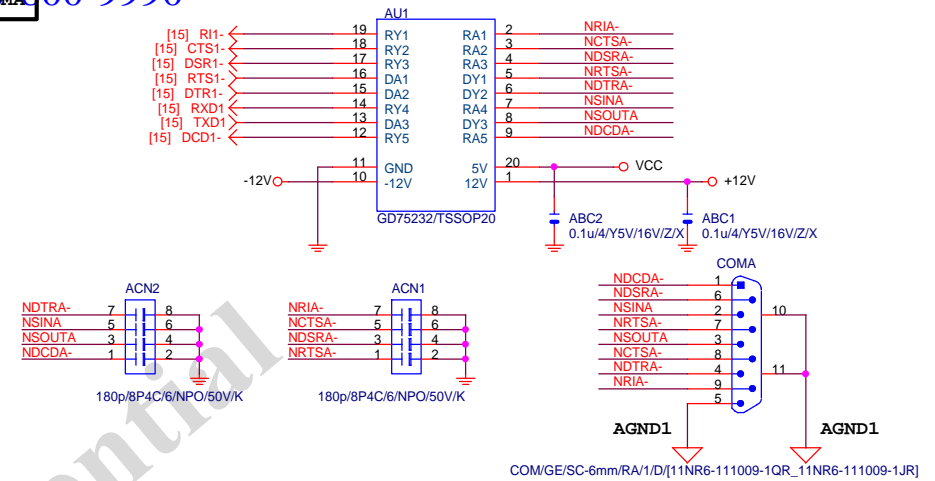 9990
AU1
[15] RI1- 19 RY1 RA1 2 NRIA-
[15] CTS1- 18 RY2 RA2 3 NCTSA-
[15] DSR1- 17 RY3 RA3 4 NDSRA-
[15] RTS1- 16 DA1 DY1 5 NRTSA-
[15] DTR1- 15 DA2 DY2 6 NDTRA-
[15] RXD1 14 RY4 RA4 7 NSINA
[15] TXD1 13 DA3 DY3 8 NSOUTA
[15] DCD1- 12 RY5 RA5 9 NDCDA-
11 GND 5V 20 VCC
-12V 10 -12V 12V 1 +12V
GD75232/TSSOP20
ABC2
0.1u/4/Y5V/16V/Z/X
ABC1
0.1u/4/Y5V/16V/Z/X
ACN2
NDTRA- 7 8
NSINA 5 6
NSOUTA 3 4
NDCDA- 1 2
180p/8P4C/6/NPO/50V/K
ACN1
NRIA- 7 8
NCTSA- 5 6
NDSRA- 3 4
NRTSA- 1 2
180p/8P4C/6/NPO/50V/K
COMA
NDCDA- 1
NDSRA- 6
NSINA 2 10
NRTSA- 7
NSOUTA 3
NCTSA- 8
NDTRA- 4 11
NRIA- 9
5
AGND1 AGND1
COM/GE/SC-6mm/RA/1/D/[11NR6-111009-1QR_11NR6-111009-1JR]